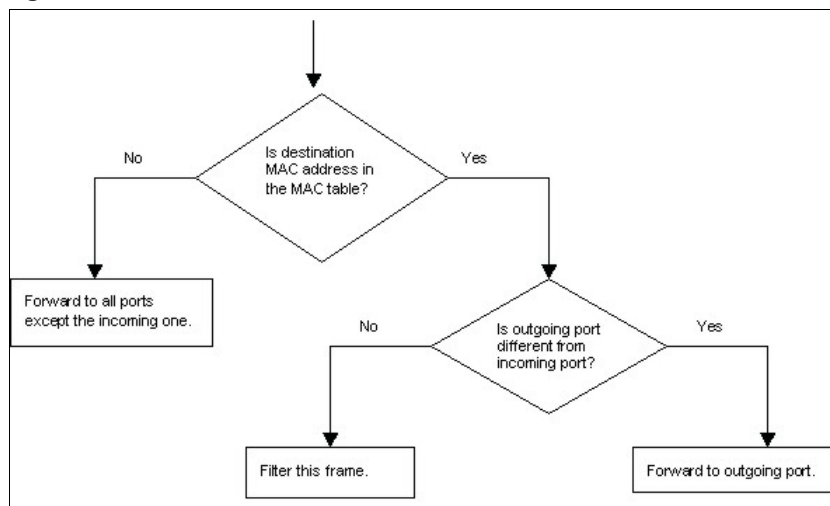 No
Is destination
MAC address in
the MAC table?
Yes
Forward to all ports
except the incoming one.
No
Is outgoing port
different from
incoming port?
Yes
Filter this frame.
Forward to outgoing port.